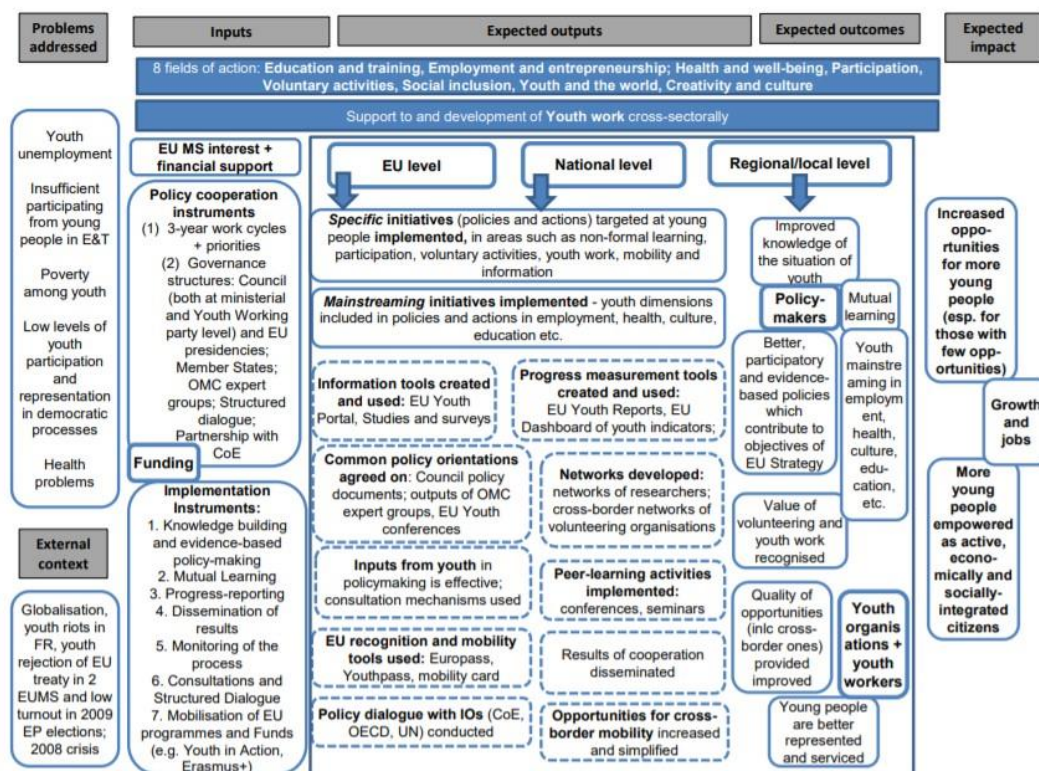 Problems
addressed
Inputs
Expected outputs
Expected outcomes
Expected
impact
8 fields of action: Education and training, Employment and entrepreneurship; Health and well-being, Participation,
Voluntary activities, Social inclusion, Youth and the world, Creativity and culture
Support to and development of Youth work cross-sectorally
Youth
unemployment
Insufficient
participating
from young
people in E&T
Poverty
among youth
Low levels of
youth
participation
and
representation
in democratic
processes
Health
problems
External
context
Globalisation,
youth riots in
FR, youth
rejection of EU
treaty in 2
EUMS and low
turnout in 2009
EP elections;
2008 crisis
EU MS interest +
financial support
Policy cooperation
instruments
(1) 3-year work cycles
+ priorities
(2) Governance
structures: Council
(both at ministerial
and Youth Working
party level) and EU
presidencies;
Member States;
OMC expert
groups; Structured
dialogue;
Partnership with
CoE
Funding
Implementation
Instruments:
1. Knowledge building
and evidence-based
policy-making
2. Mutual Learning
3. Progress-reporting
4. Dissemination of
results
5. Monitoring of the
process
6. Consultations and
Structured Dialogue
7. Mobilisation of EU
programmes and Funds
(e.g. Youth in Action,
Erasmus+)
EU level
National level
Regional/local level
Specific initiatives (policies and actions) targeted at young
people implemented, in areas such as non-formal learning,
participation, voluntary activities, youth work, mobility and
information
Mainstreaming initiatives implemented - youth dimensions
included in policies and actions in employment, health, culture,
education etc.
Information tools created
and used: EU Youth
Portal, Studies and surveys
Progress measurement tools
created and used:
EU Youth Reports, EU
Dashboard of youth indicators;
Common policy orientations
agreed on: Council policy
documents; outputs of OMC
expert groups, EU Youth
conferences
Networks developed:
networks of researchers;
cross-border networks of
volunteering organisations
Inputs from youth in
policymaking is effective;
consultation mechanisms used
Peer-learning activities
implemented:
conferences, seminars
EU recognition and mobility
tools used: Europass,
Youthpass, mobility card
Results of cooperation
disseminated
Policy dialogue with IOs (CoE,
OECD, UN) conducted
Opportunities for cross-
border mobility increased
and simplified
Improved
knowledge of
the situation of
youth
Policy-
makers
Mutual
learning
Better,
participatory
and evidence-
based policies
which
contribute to
objectives of
EU Strategy
Youth
mainstre
aming in
employm
ent,
health,
culture,
edu-
cation,
etc.
Value of
volunteering and
youth work
recognised
Quality of
opportunities
(inlc cross-
border ones)
provided
improved
Youth
organis
ations +
youth
workers
Young people
are better
represented
and serviced
Increased
oppo-
rtunities
for more
young
people
(esp. for
those with
few opp-
ortunities)
Growth
and
jobs
More
young
people
empowered
as active,
econo-
mically and
socially-
integrated
citizens